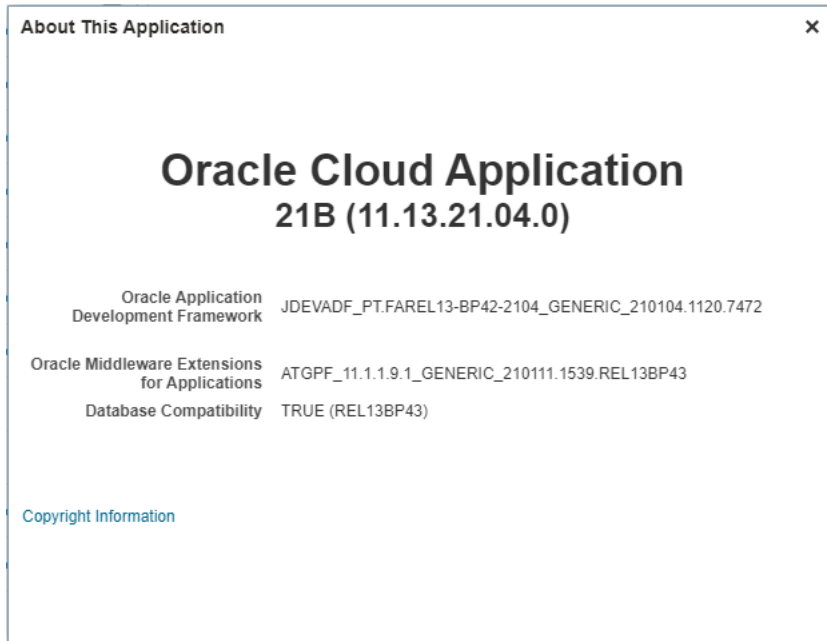 About This Application
Oracle Cloud Application
21B (11.13.21.04.0)
Oracle Application
Development Framework
JDEVADF_PT.FAREL13-BP42-2104_GENERIC_210104.1120.7472
Oracle Middleware Extensions
for Applications
ATGPF_11.1.1.9.1_GENERIC_210111.1539.REL13BP43
Database Compatibility TRUE (REL13BP43)
Copyright Information